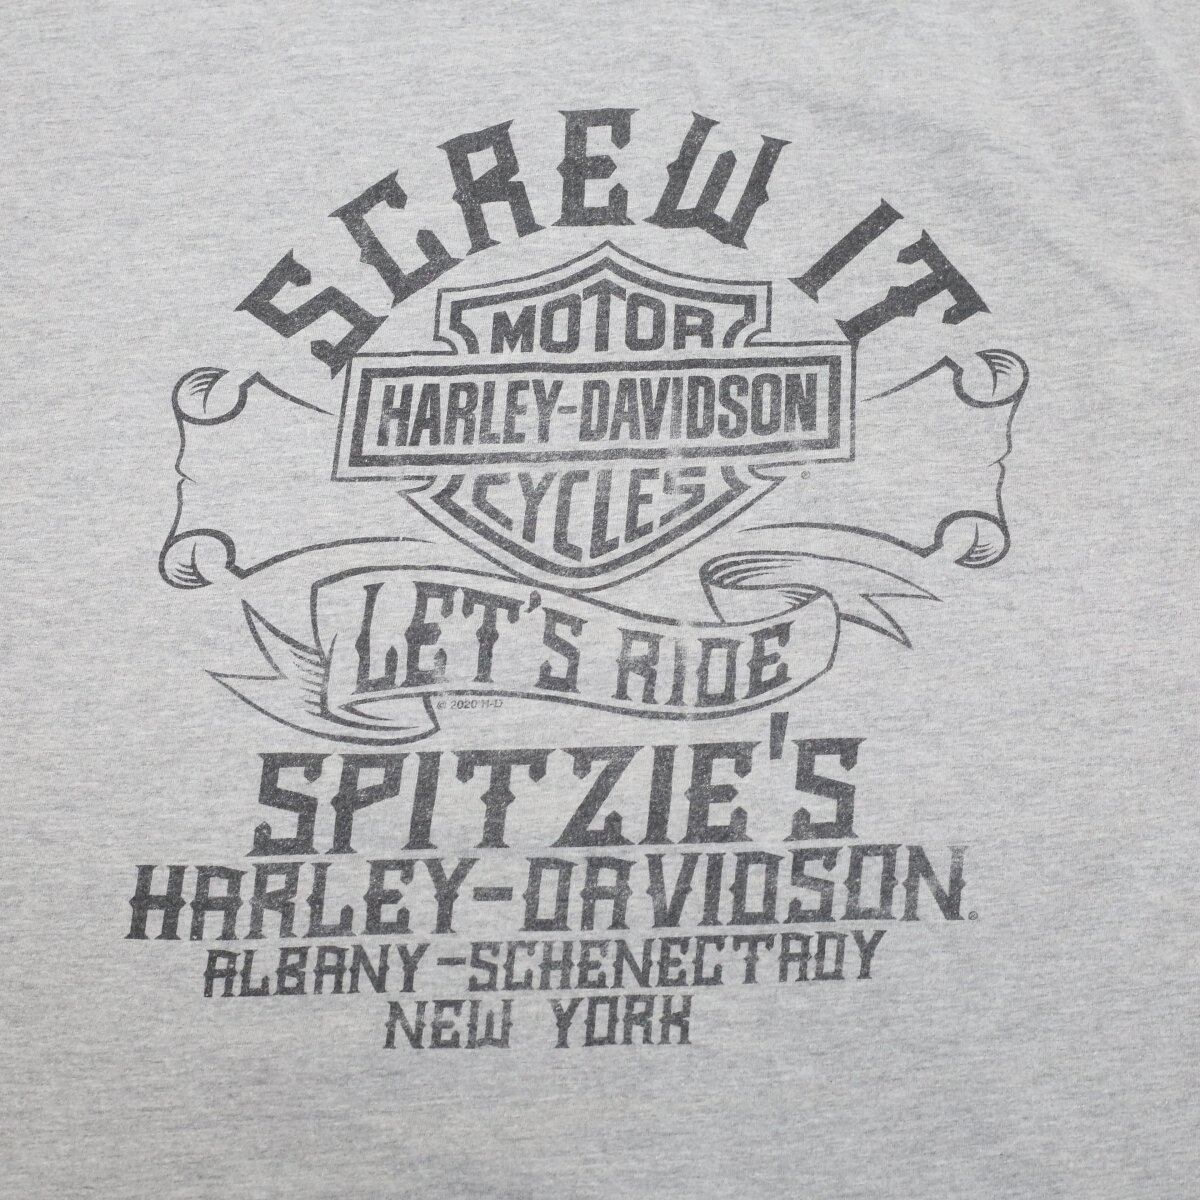 SCREW IT
MOTOR
HARLEY-DAVIDSON
CYCLES
®
LET'S RIDE
© 2020 H-D
SPITZIE'S
HARLEY-DAVIDSON®
ALBANY-SCHENECTADY
NEW YORK